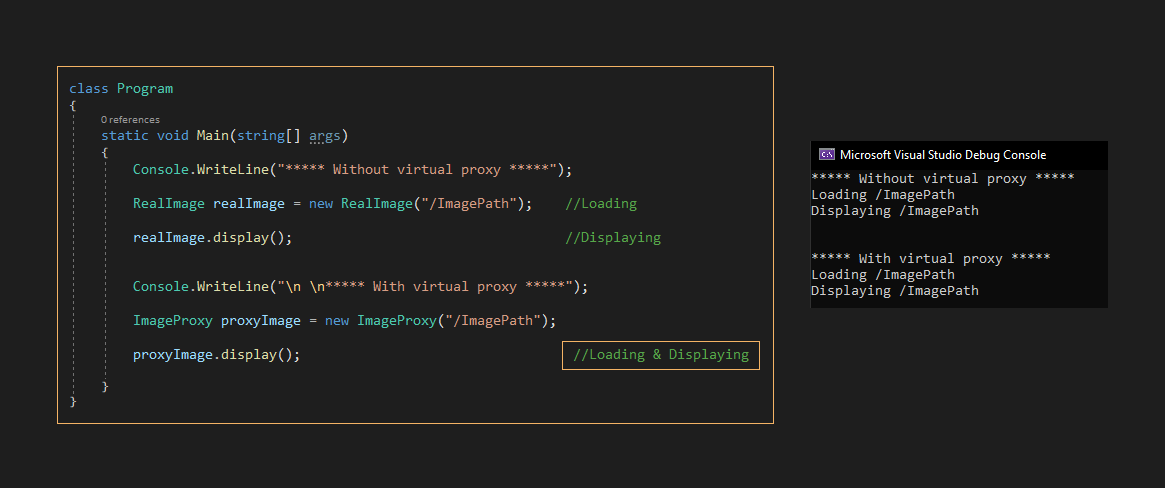 class Program
{
0 references
static void Main(string[] args)
{
Console.WriteLine("***** Without virtual proxy *****");
RealImage realImage = new RealImage("/ImagePath"); //Loading
realImage.display(); //Displaying
Console.WriteLine("\n \n***** With virtual proxy *****");
ImageProxy proxyImage = new ImageProxy("/ImagePath");
proxyImage.display(); //Loading & Displaying
}
}
C:\ Microsoft Visual Studio Debug Console
***** Without virtual proxy *****
Loading /ImagePath
Displaying /ImagePath
***** With virtual proxy *****
Loading /ImagePath
Displaying /ImagePath